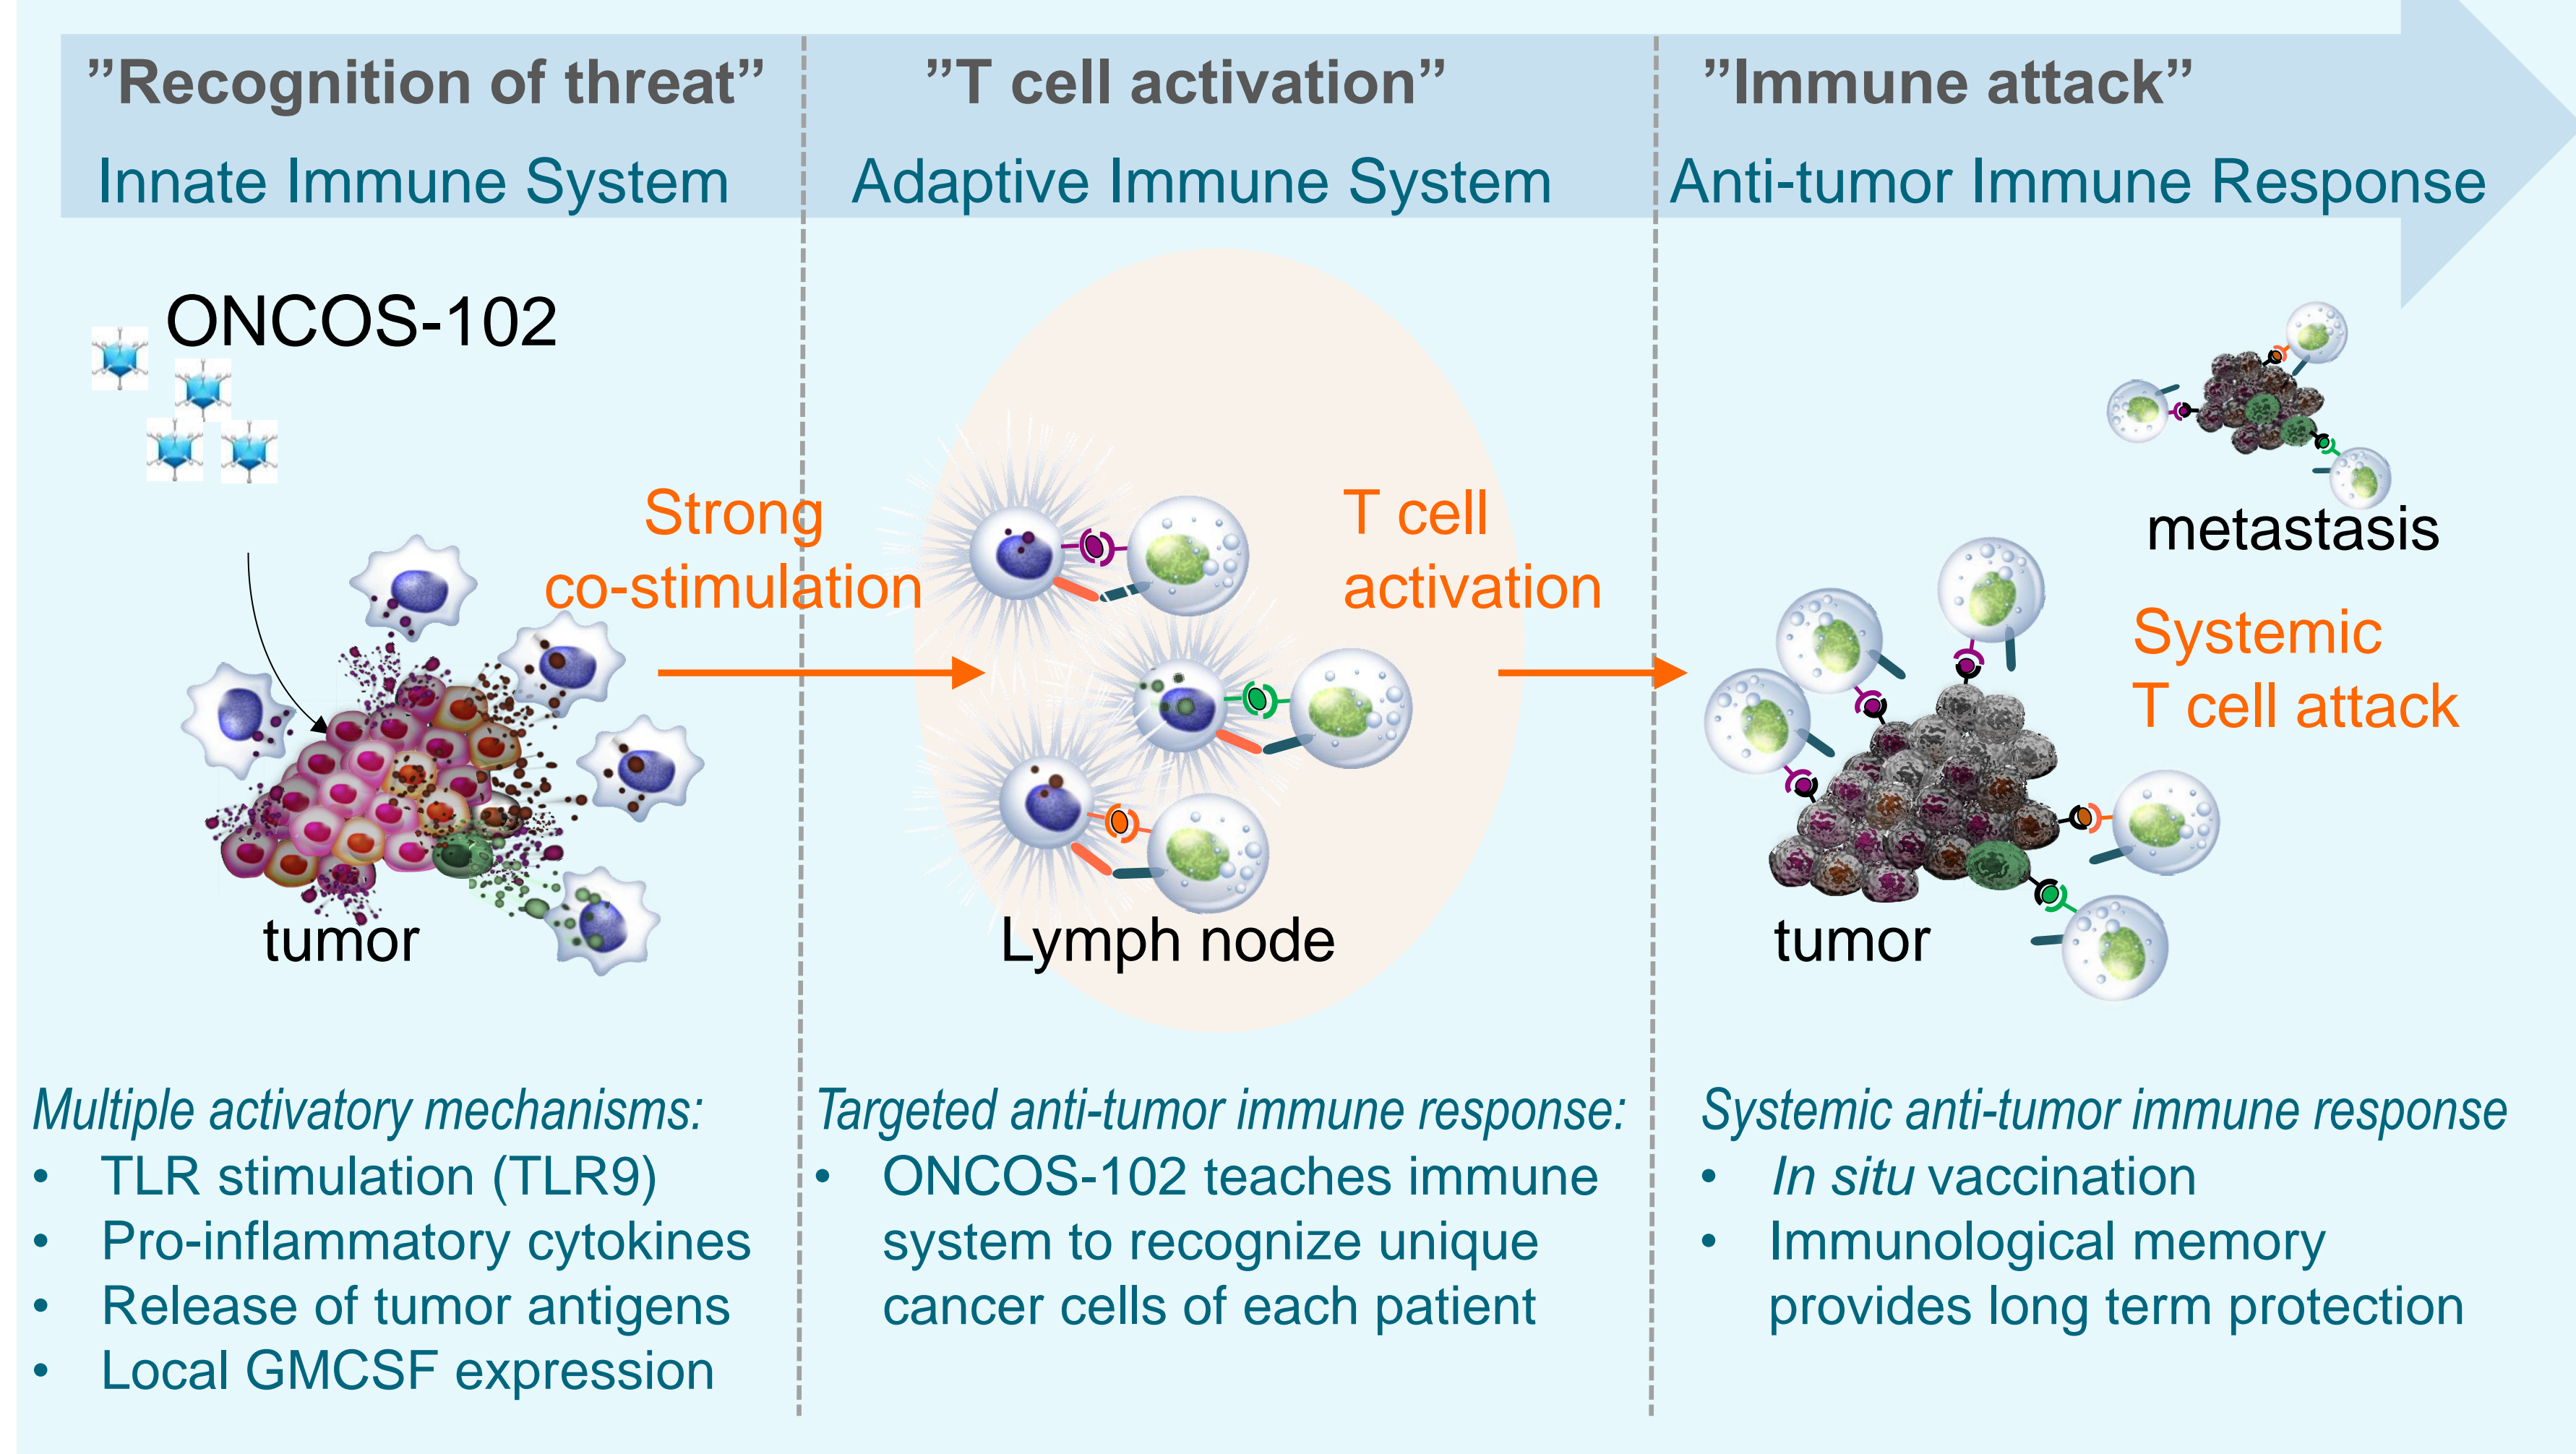 ”Recognition of threat”
Innate Immune System
”T cell activation”
Adaptive Immune System
”Immune attack”
Anti-tumor Immune Response
ONCOS-102
tumor
Strong
co-stimulation
T cell
activation
Lymph node
metastasis
Systemic
T cell attack
tumor
Multiple activatory mechanisms:
• TLR stimulation (TLR9)
• Pro-inflammatory cytokines
• Release of tumor antigens
• Local GMCSF expression
Targeted anti-tumor immune response:
• ONCOS-102 teaches immune
system to recognize unique
cancer cells of each patient
Systemic anti-tumor immune response
• In situ vaccination
• Immunological memory
provides long term protection